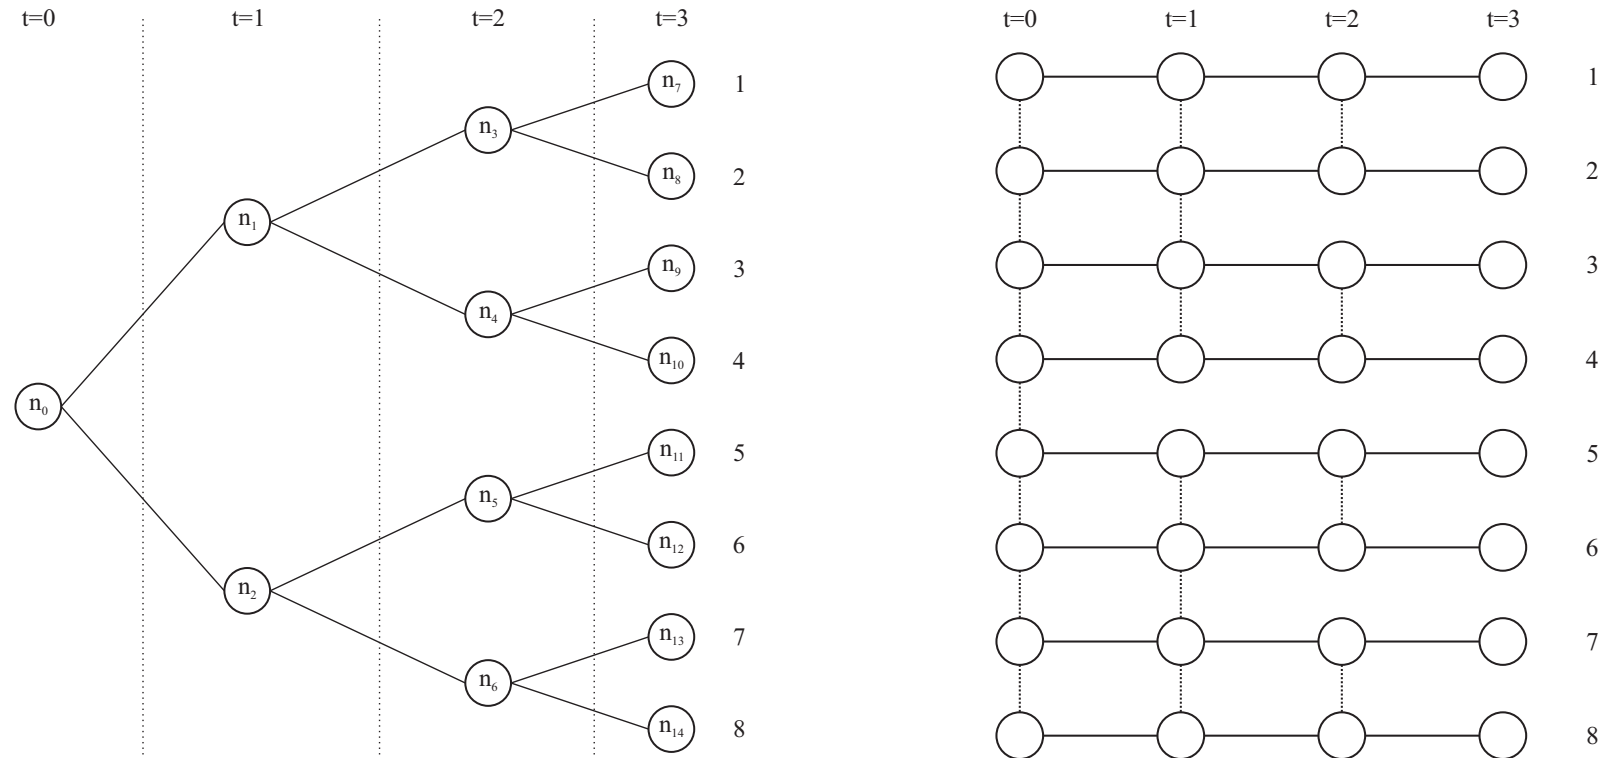 t=0 t=1 t=2 t=3 t=0 t=1 t=2 t=3
n₇ 1 1
n₃
n₈ 2 2
n₁
n₉ 3 3
n₄
n₁₀ 4 4
n₀
n₁₁ 5 5
n₅
n₁₂ 6 6
n₂
n₁₃ 7 7
n₆
n₁₄ 8 8